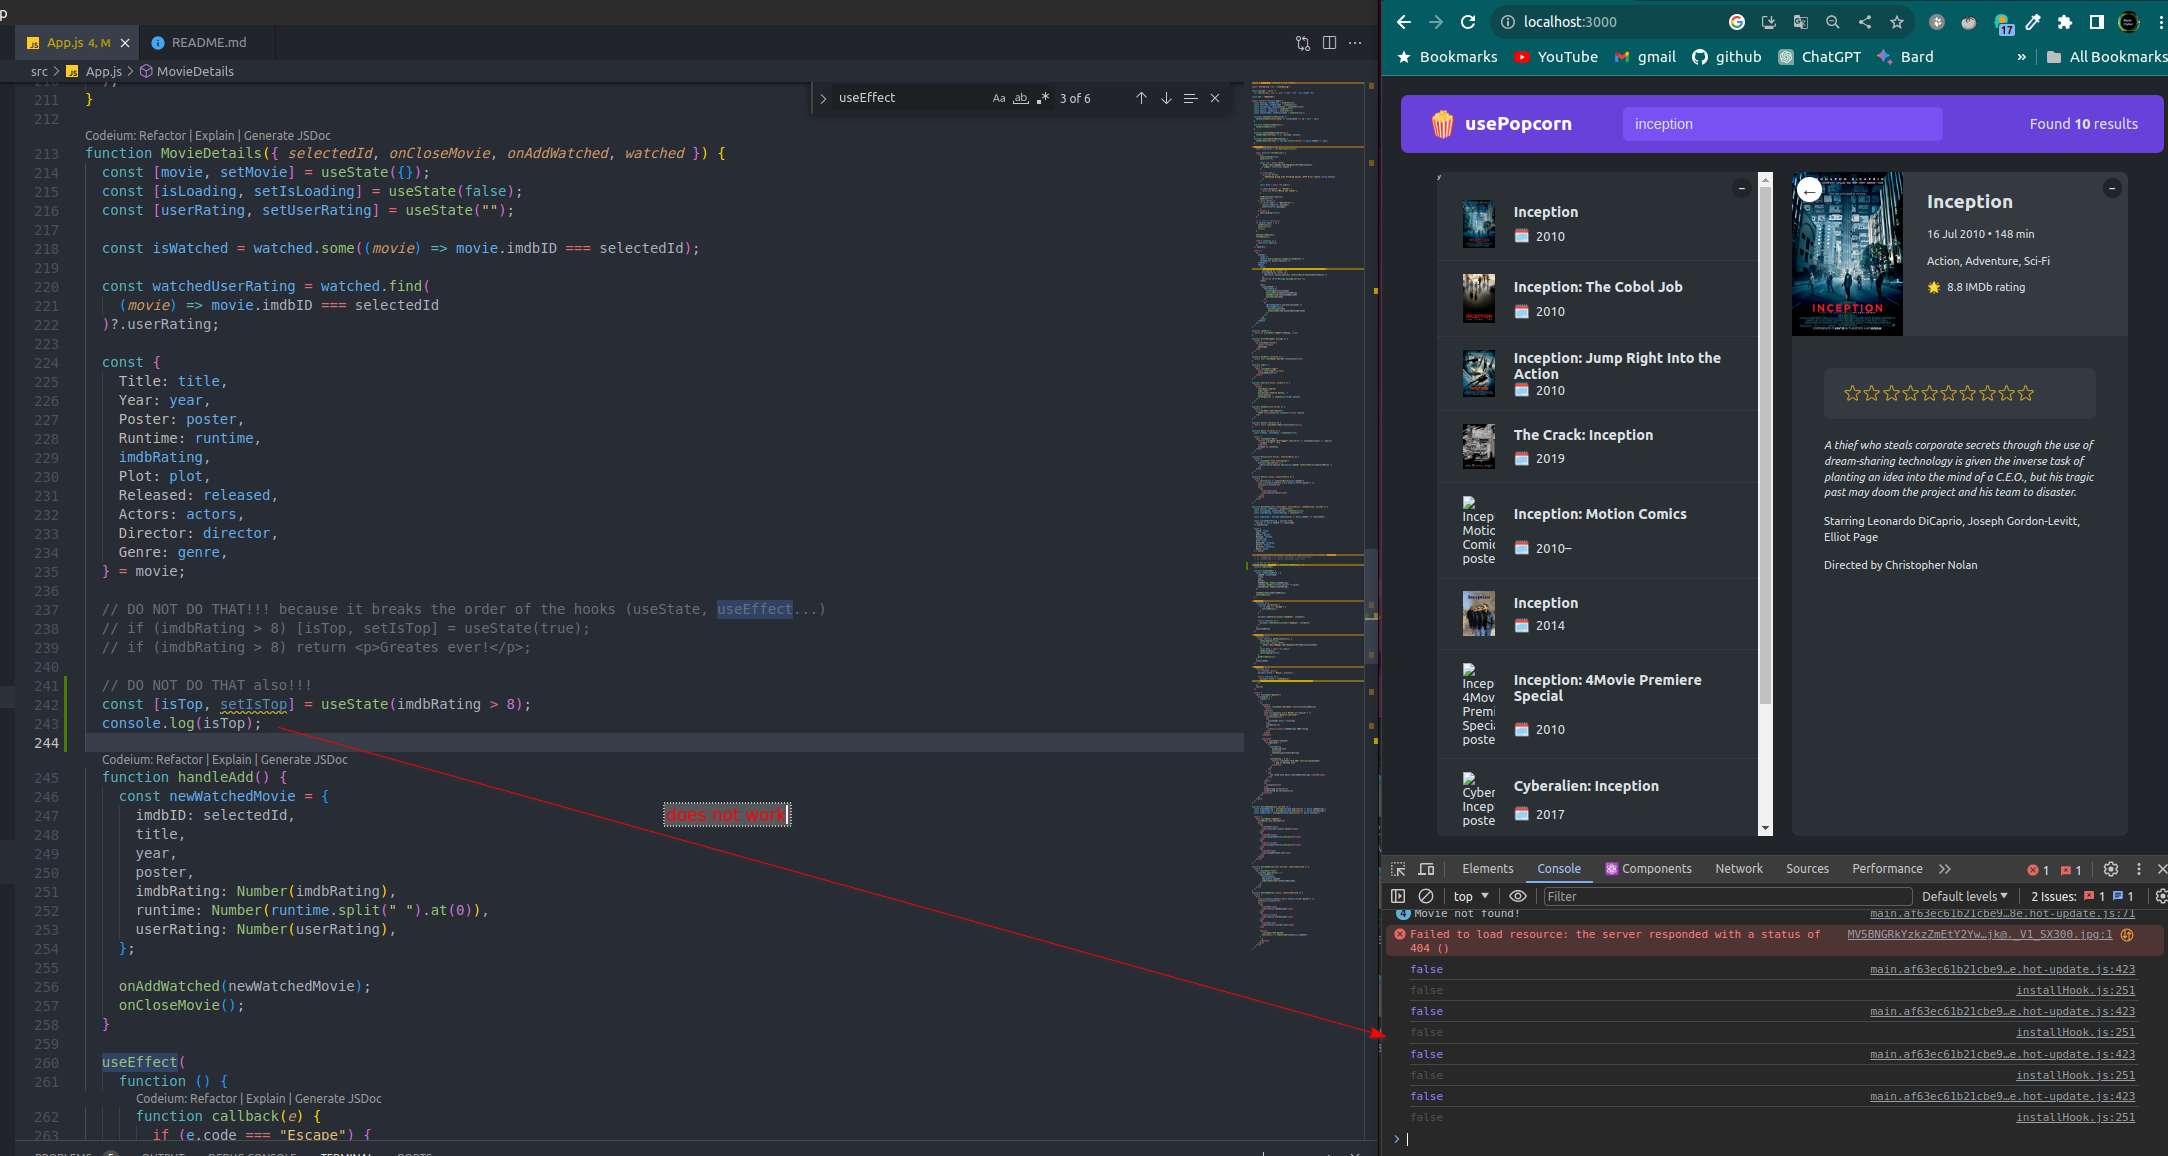 p
App.js 4, M
README.md
src > App.js > MovieDetails
useEffect
Aa ab .* 3 of 6
211 }
212
Codeium: Refactor | Explain | Generate JSDoc
213 function MovieDetails({ selectedId, onCloseMovie, onAddWatched, watched }) {
214 const [movie, setMovie] = useState({});
215 const [isLoading, setIsLoading] = useState(false);
216 const [userRating, setUserRating] = useState("");
217
218 const isWatched = watched.some((movie) => movie.imdbID === selectedId);
219
220 const watchedUserRating = watched.find(
221 (movie) => movie.imdbID === selectedId
222 )?.userRating;
223
224 const {
225 Title: title,
226 Year: year,
227 Poster: poster,
228 Runtime: runtime,
229 imdbRating,
230 Plot: plot,
231 Released: released,
232 Actors: actors,
233 Director: director,
234 Genre: genre,
235 } = movie;
236
237 // DO NOT DO THAT!!! because it breaks the order of the hooks (useState, useEffect...)
238 // if (imdbRating > 8) [isTop, setIsTop] = useState(true);
239 // if (imdbRating > 8) return <p>Greates ever!</p>;
240
241 // DO NOT DO THAT also!!!
242 const [isTop, setIsTop] = useState(imdbRating > 8);
243 console.log(isTop);
244
Codeium: Refactor | Explain | Generate JSDoc
245 function handleAdd() {
246 const newWatchedMovie = {
247 imdbID: selectedId,
248 title,
249 year,
250 poster,
251 imdbRating: Number(imdbRating),
252 runtime: Number(runtime.split(" ").at(0)),
253 userRating: Number(userRating),
254 };
255
256 onAddWatched(newWatchedMovie);
257 onCloseMovie();
258 }
259
260 useEffect(
261 function () {
Codeium: Refactor | Explain | Generate JSDoc
262 function callback(e) {
263 if (e.code === "Escape") {
does not work
PROBLEMS 5 OUTPUT DEBUG CONSOLE TERMINAL PORTS
localhost:3000
17
Bookmarks YouTube gmail github ChatGPT Bard » All Bookmarks
usePopcorn
inception
Found 10 results
Inception
2010
Inception: The Cobol Job
2010
Inception: Jump Right Into the
Action
2010
The Crack: Inception
2019
Incep
Motio
Comic
poste
Inception: Motion Comics
2010–
Inception
2014
Incep
4Mov
Premi
Specia
poste
Inception: 4Movie Premiere
Special
2010
Cyber
Incep
poste
Cyberalien: Inception
2017
INCEPTION
Inception
16 Jul 2010 • 148 min
Action, Adventure, Sci-Fi
8.8 IMDb rating
A thief who steals corporate secrets through the use of
dream-sharing technology is given the inverse task of
planting an idea into the mind of a C.E.O., but his tragic
past may doom the project and his team to disaster.
Starring Leonardo DiCaprio, Joseph Gordon-Levitt,
Elliot Page
Directed by Christopher Nolan
Elements Console Components Network Sources Performance » 1 1
top Filter Default levels 2 Issues: 1 1
4 Movie not found! main.af63ec61b21cbe9…8e.hot-update.js:71
Failed to load resource: the server responded with a status of MV5BNGRkYzkzZmEtY2Yw…jk@._V1_SX300.jpg:1
404 ()
false main.af63ec61b21cbe9…e.hot-update.js:423
false installHook.js:251
false main.af63ec61b21cbe9…e.hot-update.js:423
false installHook.js:251
false main.af63ec61b21cbe9…e.hot-update.js:423
false installHook.js:251
false main.af63ec61b21cbe9…e.hot-update.js:423
false installHook.js:251